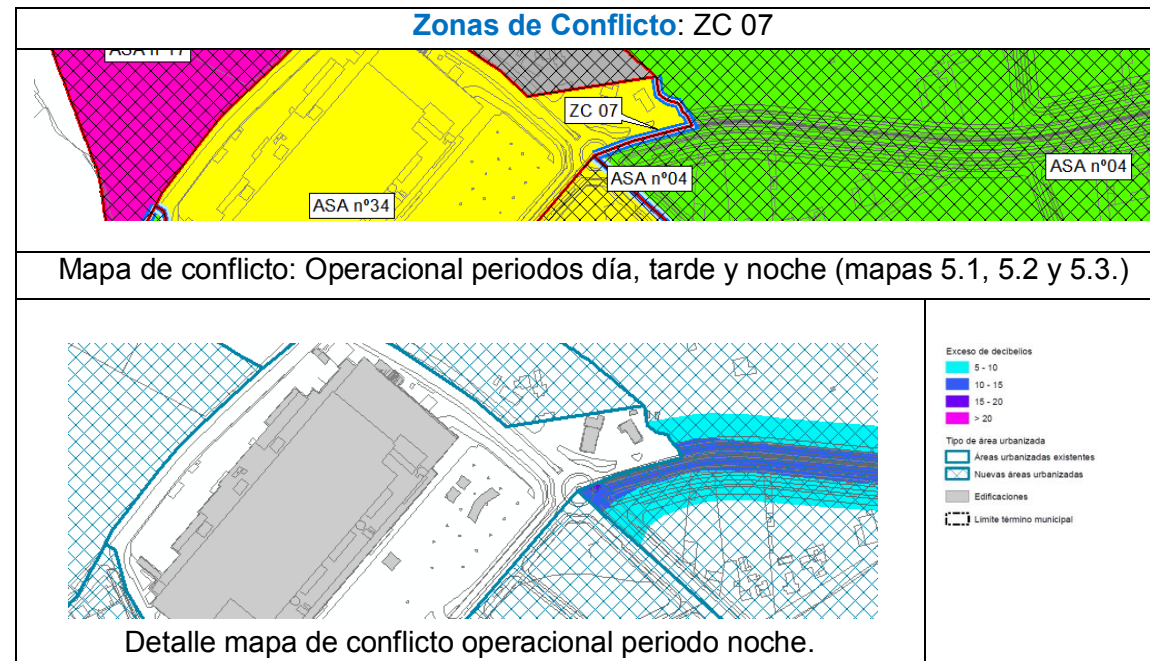 Zonas de Conflicto: ZC 07
ASA nº17
ZC 07
ASA nº04
ASA nº04
ASA nº34
Mapa de conflicto: Operacional periodos día, tarde y noche (mapas 5.1, 5.2 y 5.3.)
Exceso de decibelios
5 - 10
10 - 15
15 - 20
> 20
Tipo de área urbanizada
Áreas urbanizadas existentes
Nuevas áreas urbanizadas
Edificaciones
Límite término municipal
Detalle mapa de conflicto operacional periodo noche.